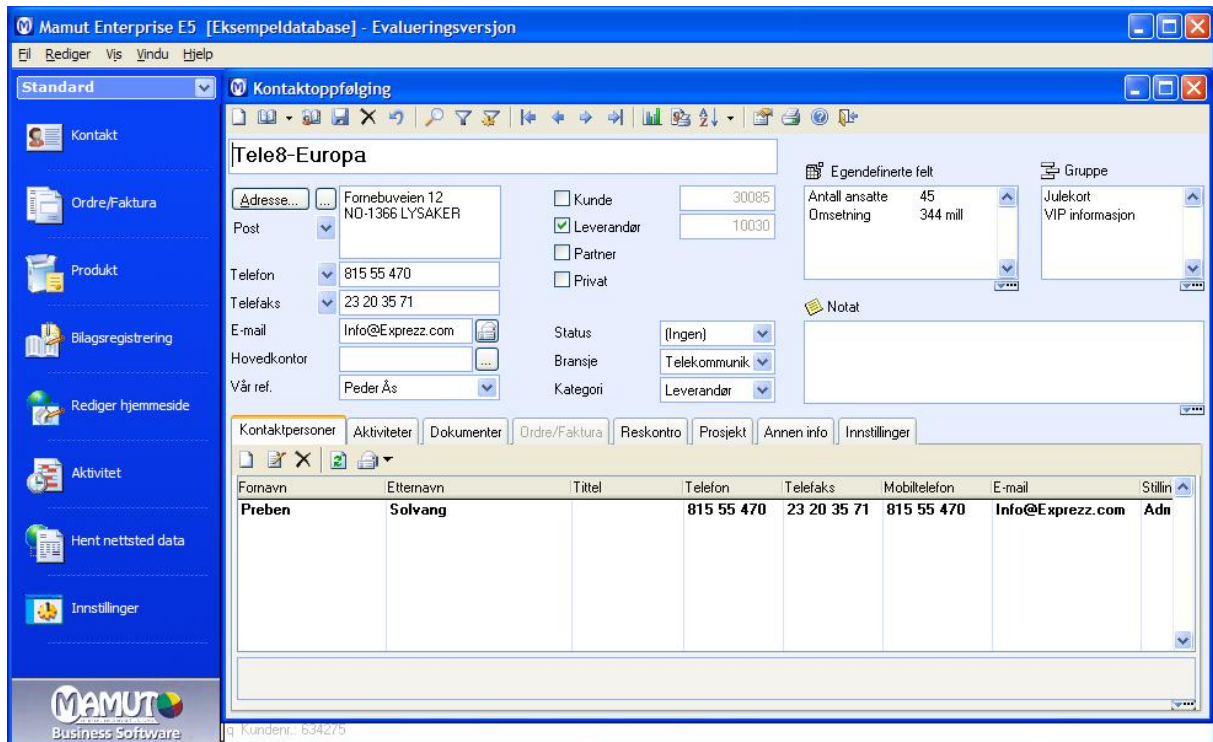 Mamut Enterprise E5 [Eksempeldatabase] - Evalueringsversjon
Fil Rediger Vis Vindu Hjelp
Standard
Kontakt
Ordre/Faktura
Produkt
Bilagsregistrering
Rediger hjemmeside
Aktivitet
Hent nettsted data
Innstillinger
MAMUT
Business Software
Kontaktoppfølging
Tele8-Europa
Adresse... ... Fornebuveien 12
NO-1366 LYSAKER
Post
Telefon 815 55 470
Telefaks 23 20 35 71
E-mail Info@Exprezz.com
Hovedkontor ...
Vår ref. Peder Ås
Kunde 30085
Leverandør 10030
Partner
Privat
Status (Ingen)
Bransje Telekommunik
Kategori Leverandør
Egendefinerte felt
Antall ansatte 45
Omsetning 344 mill
Gruppe
Julekort
VIP informasjon
Notat
Kontaktpersoner Aktiviteter Dokumenter Ordre/Faktura Reskontro Prosjekt Annen info Innstillinger
Fornavn Etternavn Tittel Telefon Telefaks Mobiltelefon E-mail Stillin
Preben Solvang 815 55 470 23 20 35 71 815 55 470 Info@Exprezz.com Adm
q Kundenr.: 634275